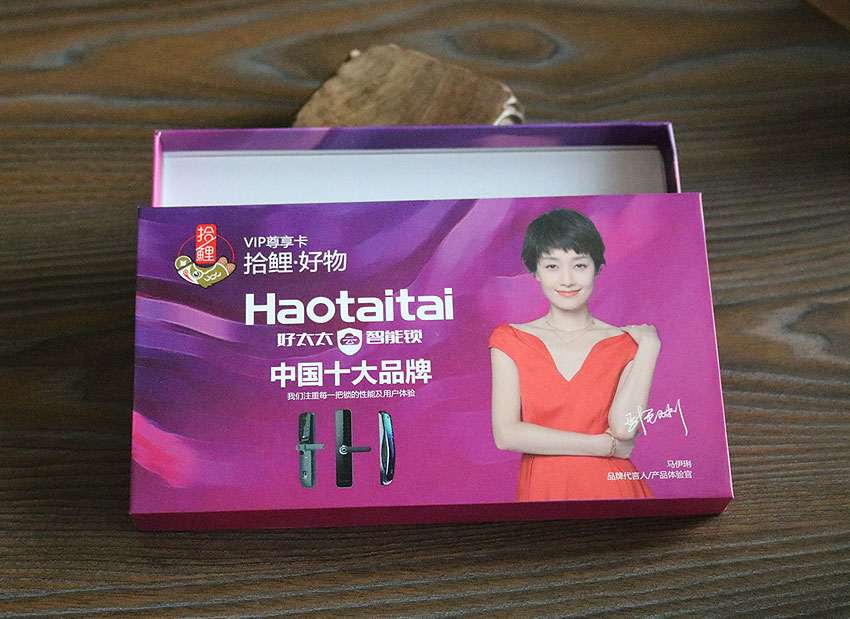 拾鲤
VIP尊享卡
拾鲤·好物
Haotaitai
好太太 云 智能锁
中国十大品牌
我们注重每一把锁的性能及用户体验
马伊琍
品牌代言人/产品体验官